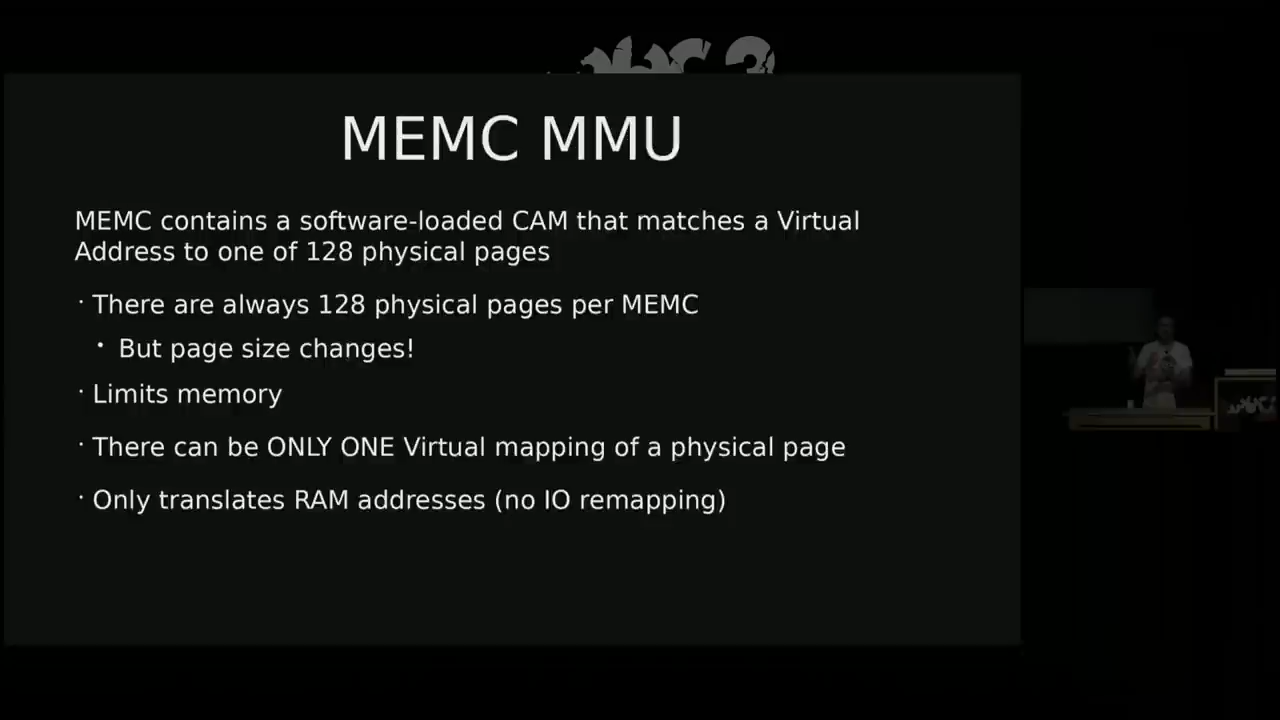 MEMC MMU
MEMC contains a software-loaded CAM that matches a Virtual
Address to one of 128 physical pages
· There are always 128 physical pages per MEMC
• But page size changes!
· Limits memory
· There can be ONLY ONE Virtual mapping of a physical page
· Only translates RAM addresses (no IO remapping)